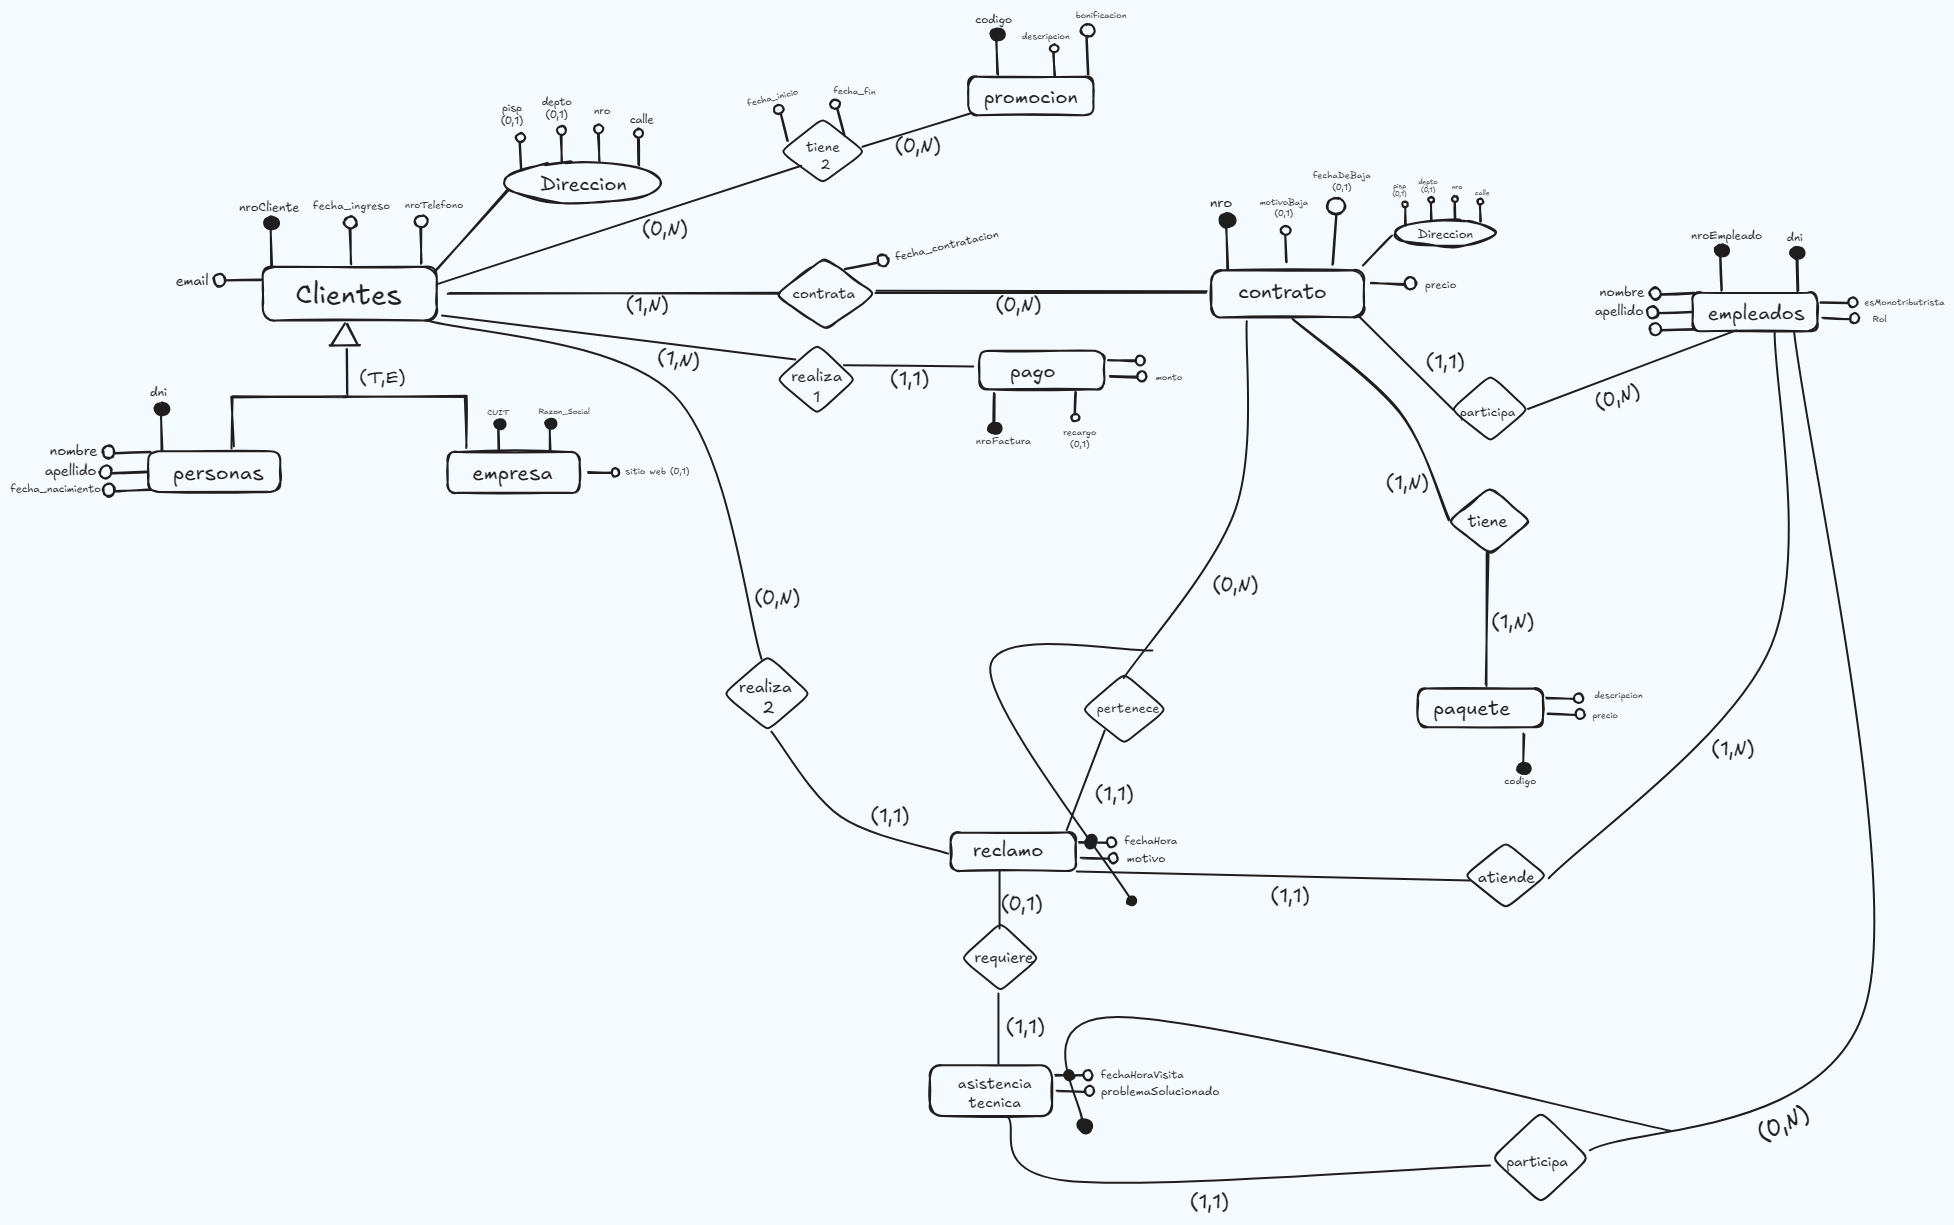 codigo
descripcion
bonificacion
promocion
fecha_inicio
fecha_fin
tiene
2
(0,N)
(0,N)
pisp
(0,1)
depto
(0,1)
nro
calle
Direccion
nroCliente
fecha_ingreso
nroTelefono
email
Clientes
(T,E)
dni
nombre
apellido
fecha_nacimiento
personas
CUIT
Razon_Social
empresa
sitio web (0,1)
fecha_contratacion
contrata
(1,N)
(0,N)
nro
motivoBaja
(0,1)
fechaDeBaja
(0,1)
pisp
(0,1)
depto
(0,1)
nro
calle
Direccion
contrato
precio
nroEmpleado
dni
nombre
apellido
empleados
esMonotributrista
Rol
(1,N)
realiza
1
(1,1)
pago
monto
nroFactura
recargo
(0,1)
(1,1)
participa
(0,N)
(1,N)
tiene
(1,N)
paquete
descripcion
precio
codigo
(0,N)
realiza
2
(1,1)
(0,N)
pertenece
(1,1)
reclamo
fechaHora
motivo
(1,1)
atiende
(1,N)
(0,1)
requiere
(1,1)
asistencia
tecnica
fechaHoraVisita
problemaSolucionado
(1,1)
participa
(0,N)